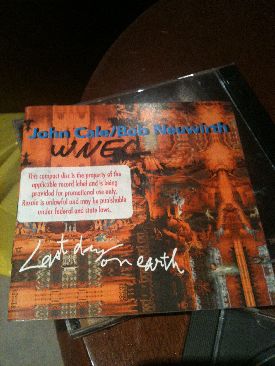 John Cale/Bob Neuwirth
WNEC
This compact disc is the property of the
applicable record label and is being
provided for promotional use only.
Resale is unlawful and may be punishable
under federal and state laws.
Last day on earth